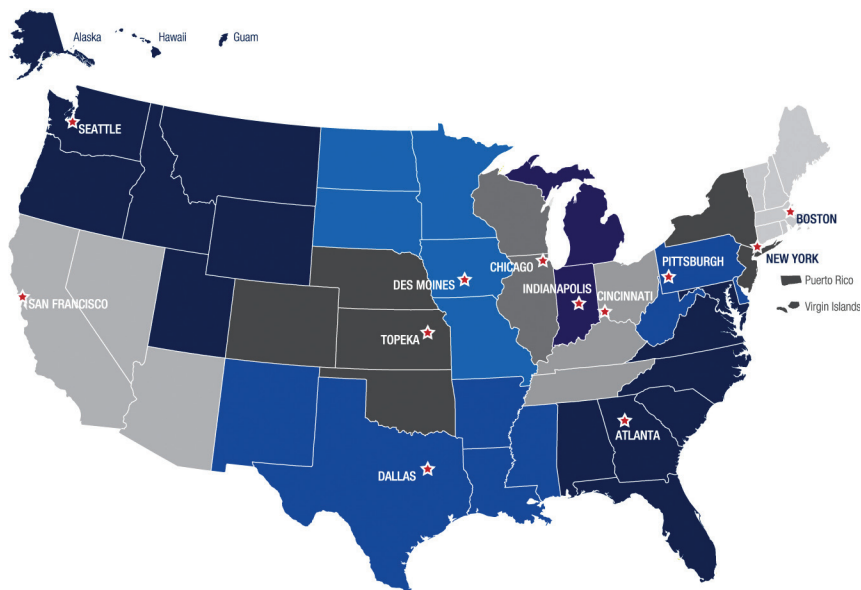 Alaska
Hawaii
Guam
SEATTLE
BOSTON
NEW YORK
CHICAGO
PITTSBURGH
DES MOINES
INDIANAPOLIS
Puerto Rico
CINCINNATI
SAN FRANCISCO
Virgin Islands
TOPEKA
ATLANTA
DALLAS